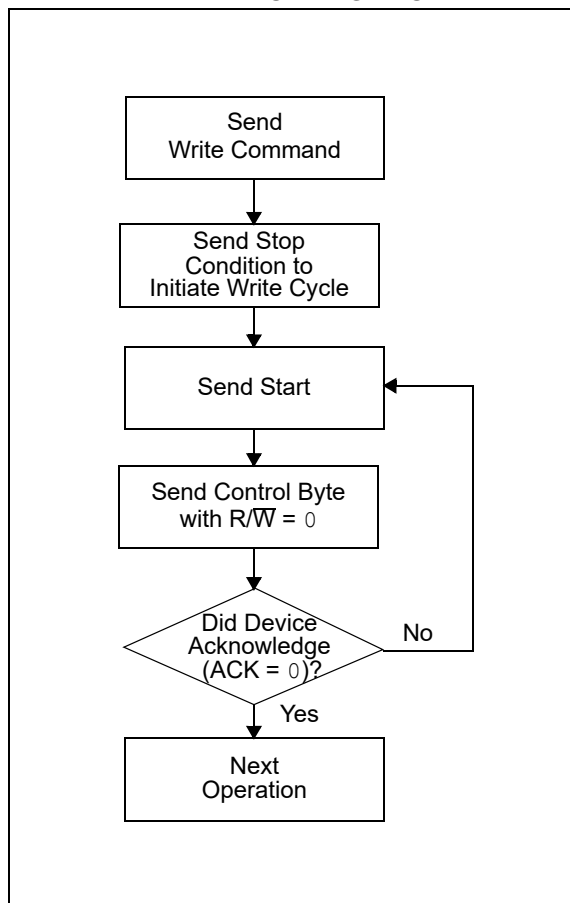 Send
Write Command
Send Stop
Condition to
Initiate Write Cycle
Send Start
Send Control Byte
with R/W̅ = 0
Did Device
Acknowledge
(ACK = 0)?
No
Yes
Next
Operation